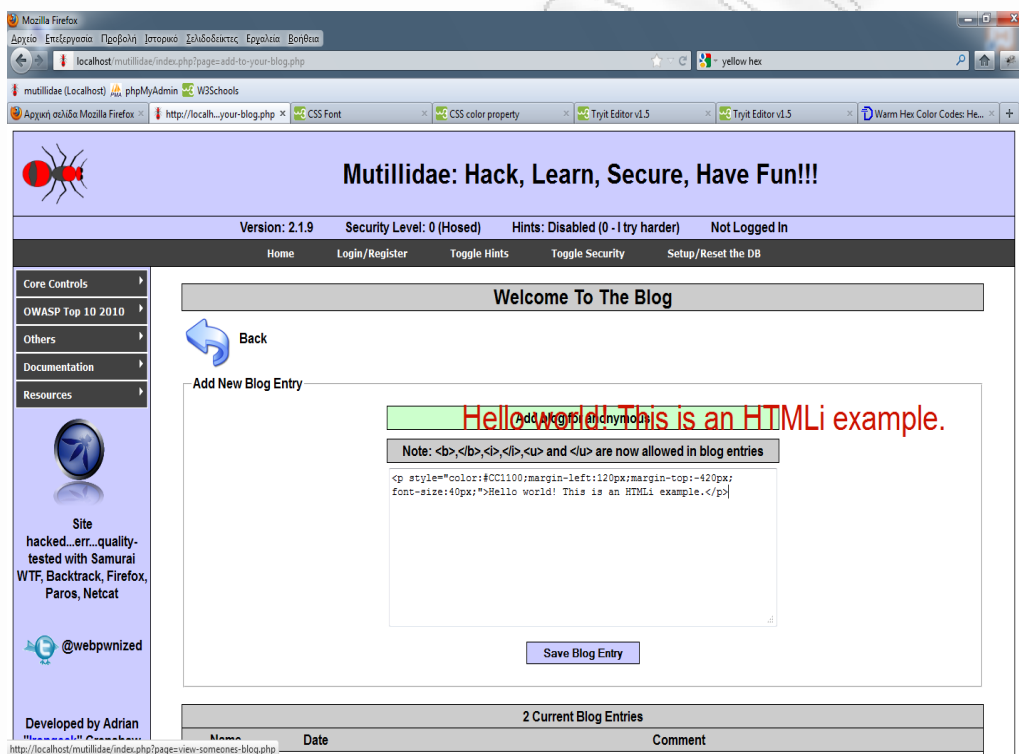 Mozilla Firefox
Αρχείο Επεξεργασία Προβολή Ιστορικό Σελιδοδείκτες Εργαλεία Βοήθεια
localhost/mutillidae/index.php?page=add-to-your-blog.php
yellow hex
mutillidae (Localhost) phpMyAdmin W3Schools
Αρχική σελίδα Mozilla Firefox × http://localh...your-blog.php × CSS Font × CSS color property × Tryit Editor v1.5 × Tryit Editor v1.5 × Warm Hex Color Codes: He... × +
Mutillidae: Hack, Learn, Secure, Have Fun!!!
Version: 2.1.9 Security Level: 0 (Hosed) Hints: Disabled (0 - I try harder) Not Logged In
Home Login/Register Toggle Hints Toggle Security Setup/Reset the DB
Core Controls
OWASP Top 10 2010
Others
Documentation
Resources
Site
hacked...err...quality-
tested with Samurai
WTF, Backtrack, Firefox,
Paros, Netcat
@webpwnized
Developed by Adrian
Welcome To The Blog
Back
Add New Blog Entry
Add blog for anonymous
Hello world! This is an HTMLi example.
Note: <b>,</b>,<i>,</i>,<u> and </u> are now allowed in blog entries
<p style="color:#CC1100;margin-left:120px;margin-top:-420px;
font-size:40px;">Hello world! This is an HTMLi example.</p>
Save Blog Entry
2 Current Blog Entries
Name Date Comment
http://localhost/mutillidae/index.php?page=view-someones-blog.php